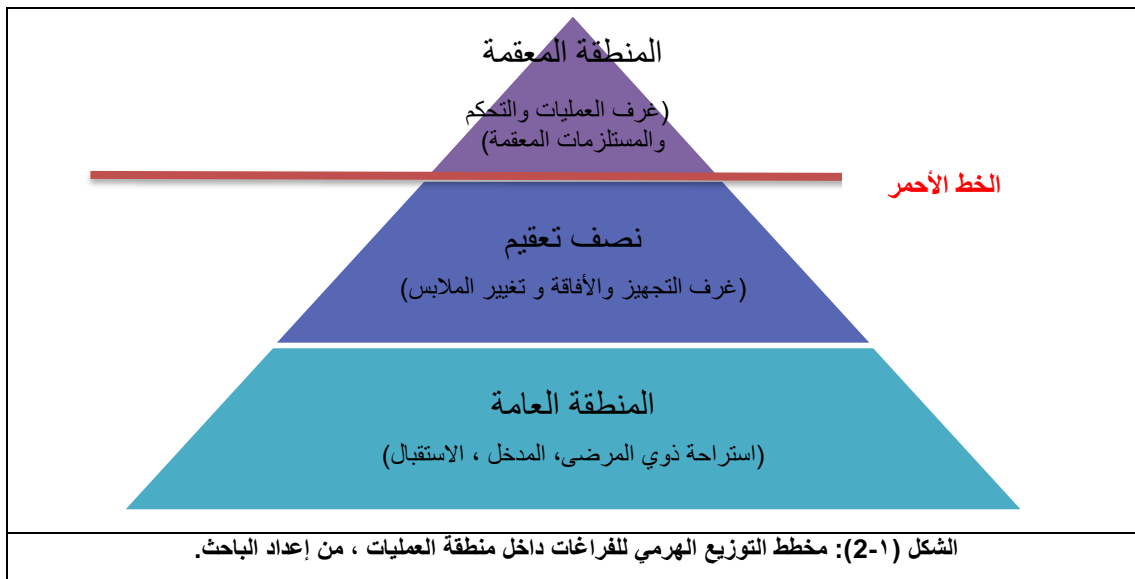 المنطقة المعقمة
(غرف العمليات والتحكم
والمستلزمات المعقمة)
الخط الأحمر
نصف تعقيم
(غرف التجهيز والأفاقة و تغيير الملابس)
المنطقة العامة
(استراحة ذوي المرضى، المدخل ، الاستقبال)
الشكل (١-2): مخطط التوزيع الهرمي للفراغات داخل منطقة العمليات ، من إعداد الباحث.